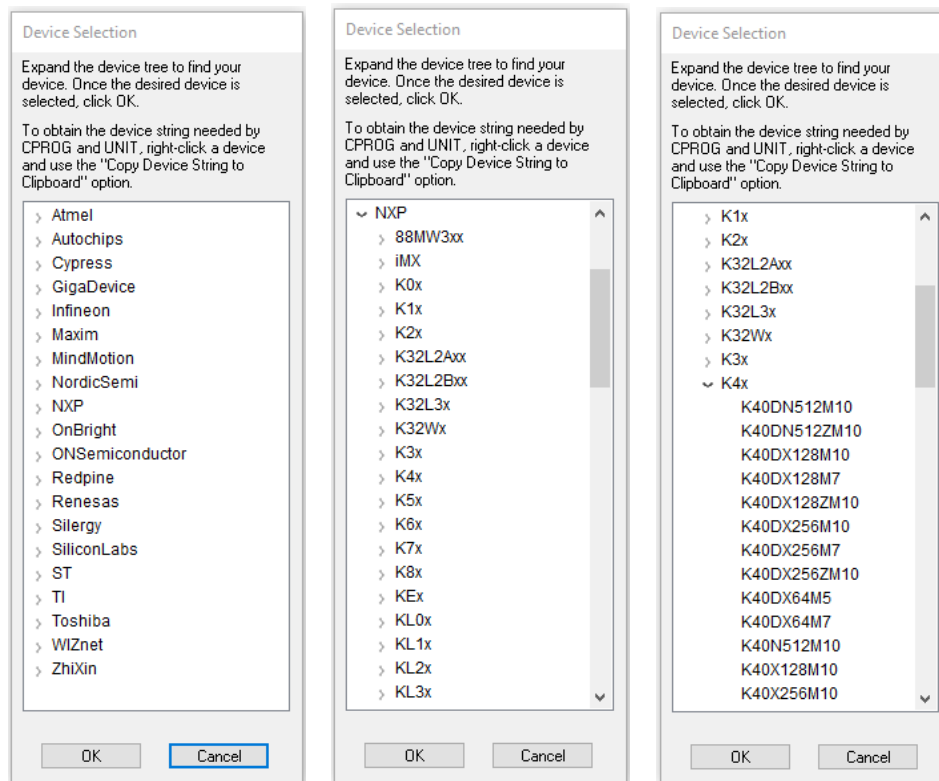 Device Selection
Expand the device tree to find your
device. Once the desired device is
selected, click OK.
To obtain the device string needed by
CPROG and UNIT, right-click a device
and use the "Copy Device String to
Clipboard" option.
Atmel
Autochips
Cypress
GigaDevice
Infineon
Maxim
MindMotion
NordicSemi
NXP
OnBright
ONSemiconductor
Redpine
Renesas
Silergy
SiliconLabs
ST
TI
Toshiba
WIZnet
ZhiXin
OK
Cancel
Device Selection
Expand the device tree to find your
device. Once the desired device is
selected, click OK.
To obtain the device string needed by
CPROG and UNIT, right-click a device
and use the "Copy Device String to
Clipboard" option.
NXP
88MW3xx
iMX
K0x
K1x
K2x
K32L2Axx
K32L2Bxx
K32L3x
K32Wx
K3x
K4x
K5x
K6x
K7x
K8x
KEx
KL0x
KL1x
KL2x
KL3x
OK
Cancel
Device Selection
Expand the device tree to find your
device. Once the desired device is
selected, click OK.
To obtain the device string needed by
CPROG and UNIT, right-click a device
and use the "Copy Device String to
Clipboard" option.
K1x
K2x
K32L2Axx
K32L2Bxx
K32L3x
K32Wx
K3x
K4x
K40DN512M10
K40DN512ZM10
K40DX128M10
K40DX128M7
K40DX128ZM10
K40DX256M10
K40DX256M7
K40DX256ZM10
K40DX64M5
K40DX64M7
K40N512M10
K40X128M10
K40X256M10
OK
Cancel